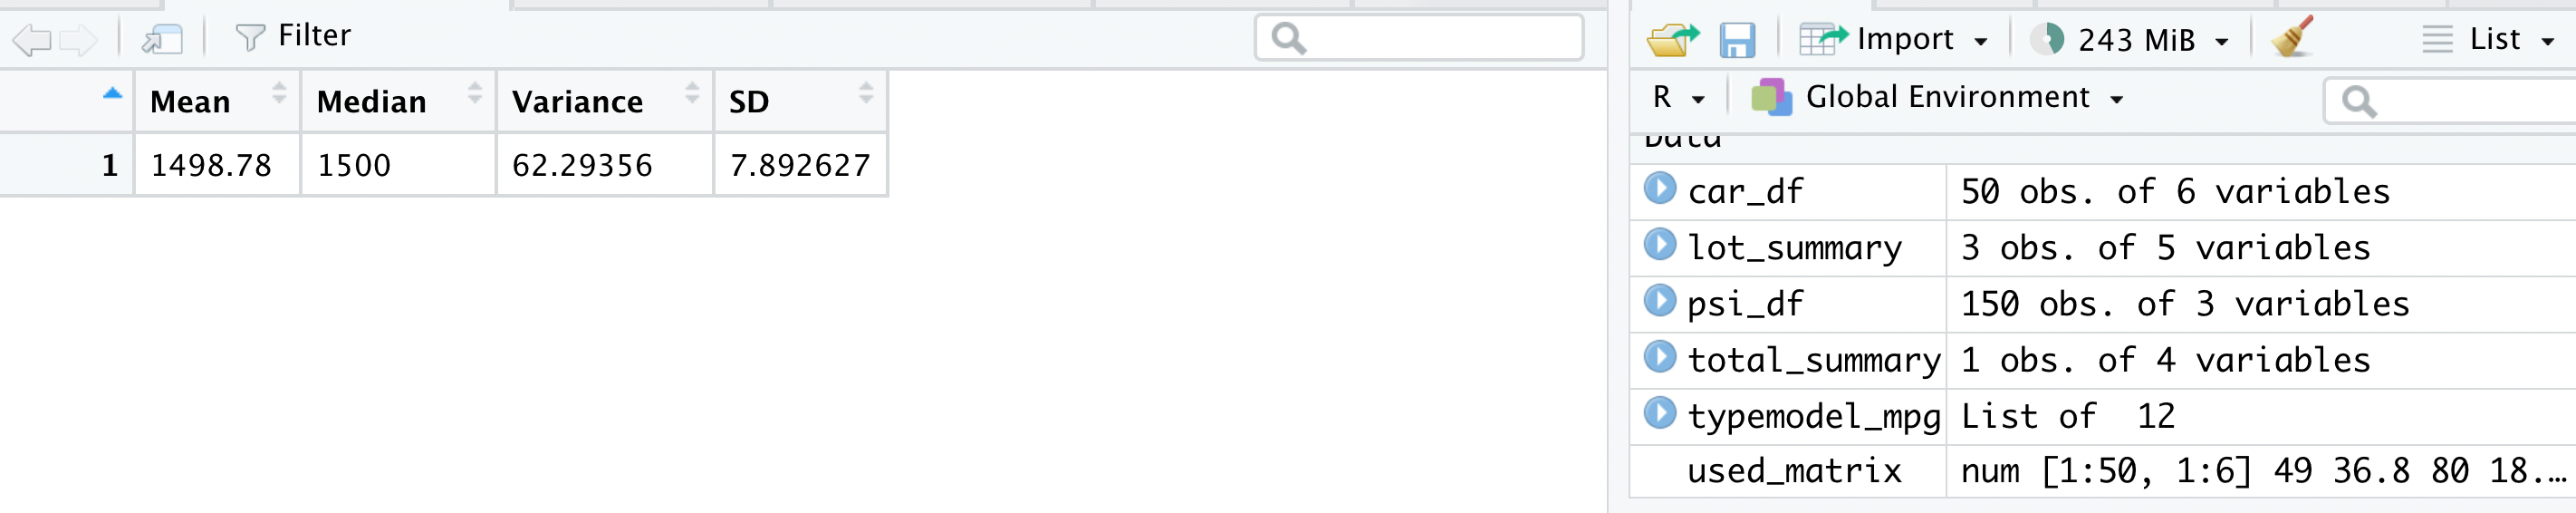 Filter
Mean Median Variance SD
1 1498.78 1500 62.29356 7.892627
Import 243 MiB List
R Global Environment
Data
car_df 50 obs. of 6 variables
lot_summary 3 obs. of 5 variables
psi_df 150 obs. of 3 variables
total_summary 1 obs. of 4 variables
typemodel_mpg List of  12
used_matrix num [1:50, 1:6] 49 36.8 80 18.…